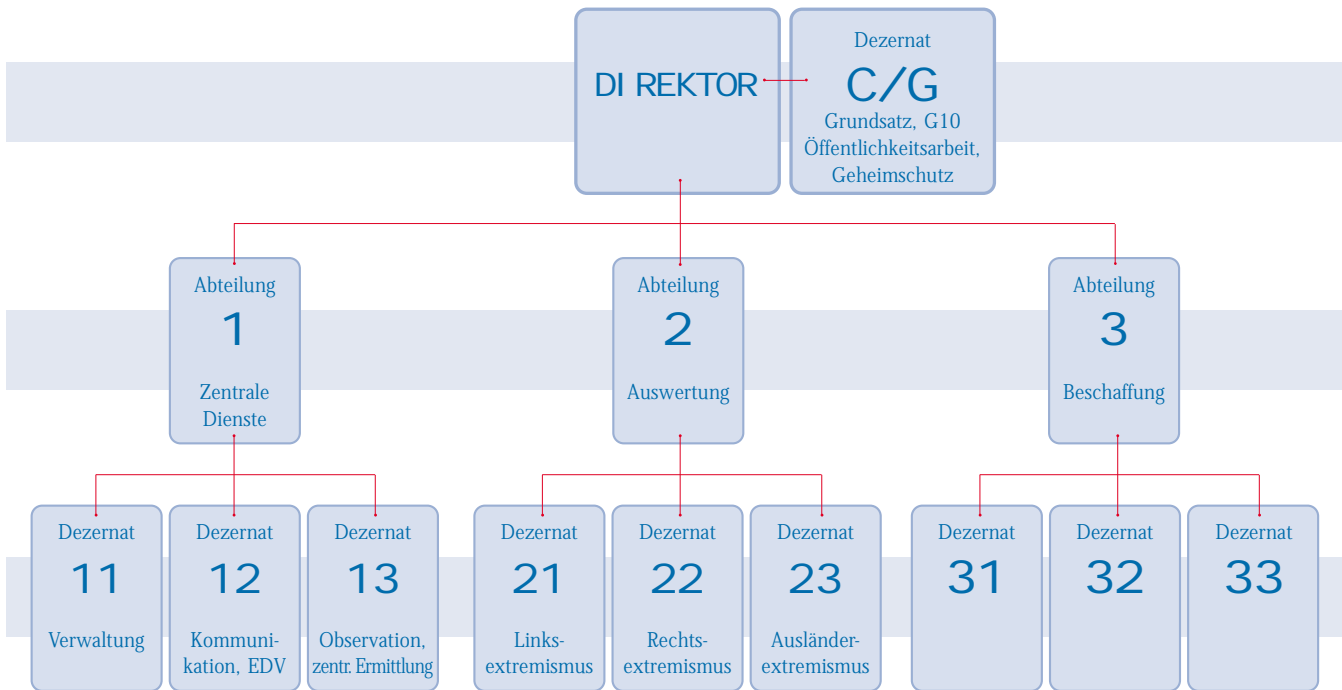 DIREKTOR
Dezernat
C/G
Grundsatz, G10
Öffentlichkeitsarbeit,
Geheimschutz
Abteilung
1
Zentrale
Dienste
Abteilung
2
Auswertung
Abteilung
3
Beschaffung
Dezernat
11
Verwaltung
Dezernat
12
Kommuni-
kation, EDV
Dezernat
13
Observation,
zentr. Ermittlung
Dezernat
21
Links-
extremismus
Dezernat
22
Rechts-
extremismus
Dezernat
23
Ausländer-
extremismus
Dezernat
31
Dezernat
32
Dezernat
33